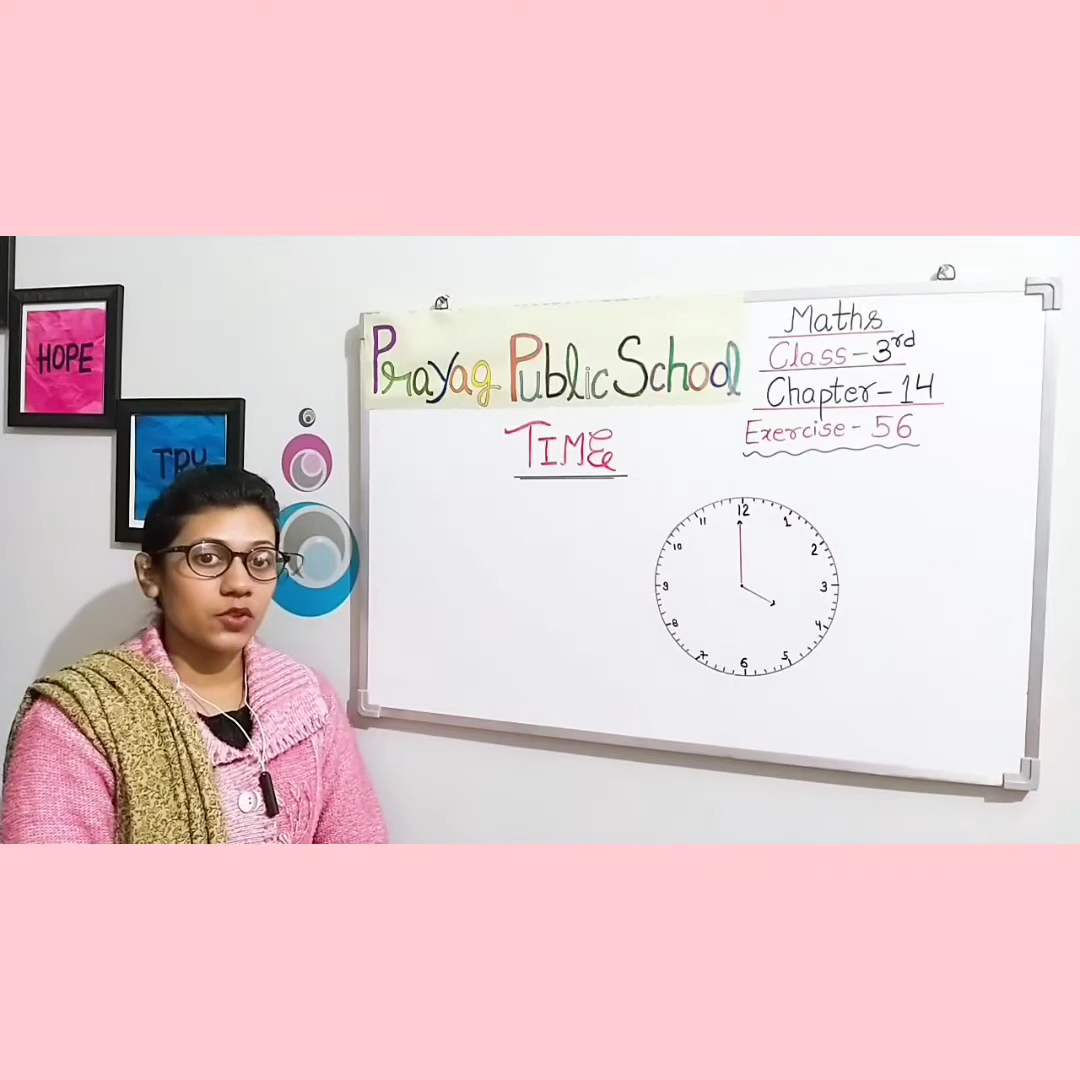 HOPE
TRY
Prayag Public School
Maths
Class-3rd
Chapter-14
Exercise-56
TIME
12
1
2
3
4
5
6
7
8
9
10
11